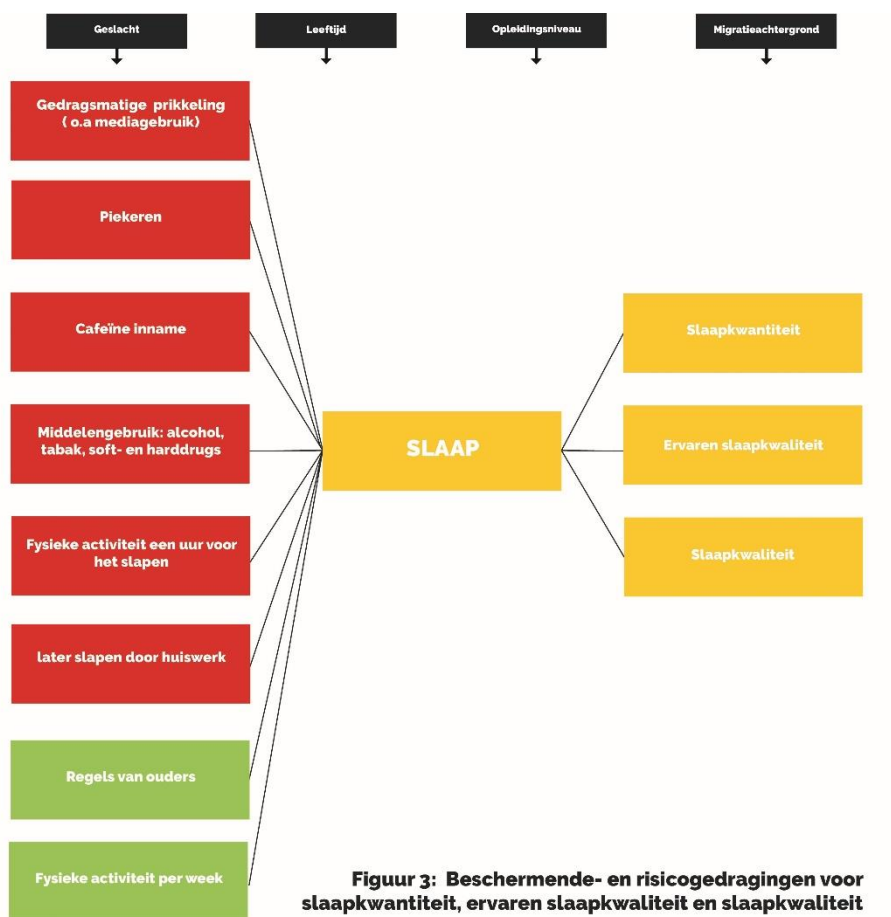 Geslacht
Leeftijd
Opleidingsniveau
Migratieachtergrond
Gedragsmatige prikkeling
( o.a mediagebruik)
Piekeren
Cafeïne inname
Middelengebruik: alcohol,
tabak, soft- en harddrugs
Fysieke activiteit een uur voor
het slapen
later slapen door huiswerk
Regels van ouders
Fysieke activiteit per week
SLAAP
Slaapkwantiteit
Ervaren slaapkwaliteit
Slaapkwaliteit
Figuur 3: Beschermende- en risicogedragingen voor
slaapkwantiteit, ervaren slaapkwaliteit en slaapkwaliteit